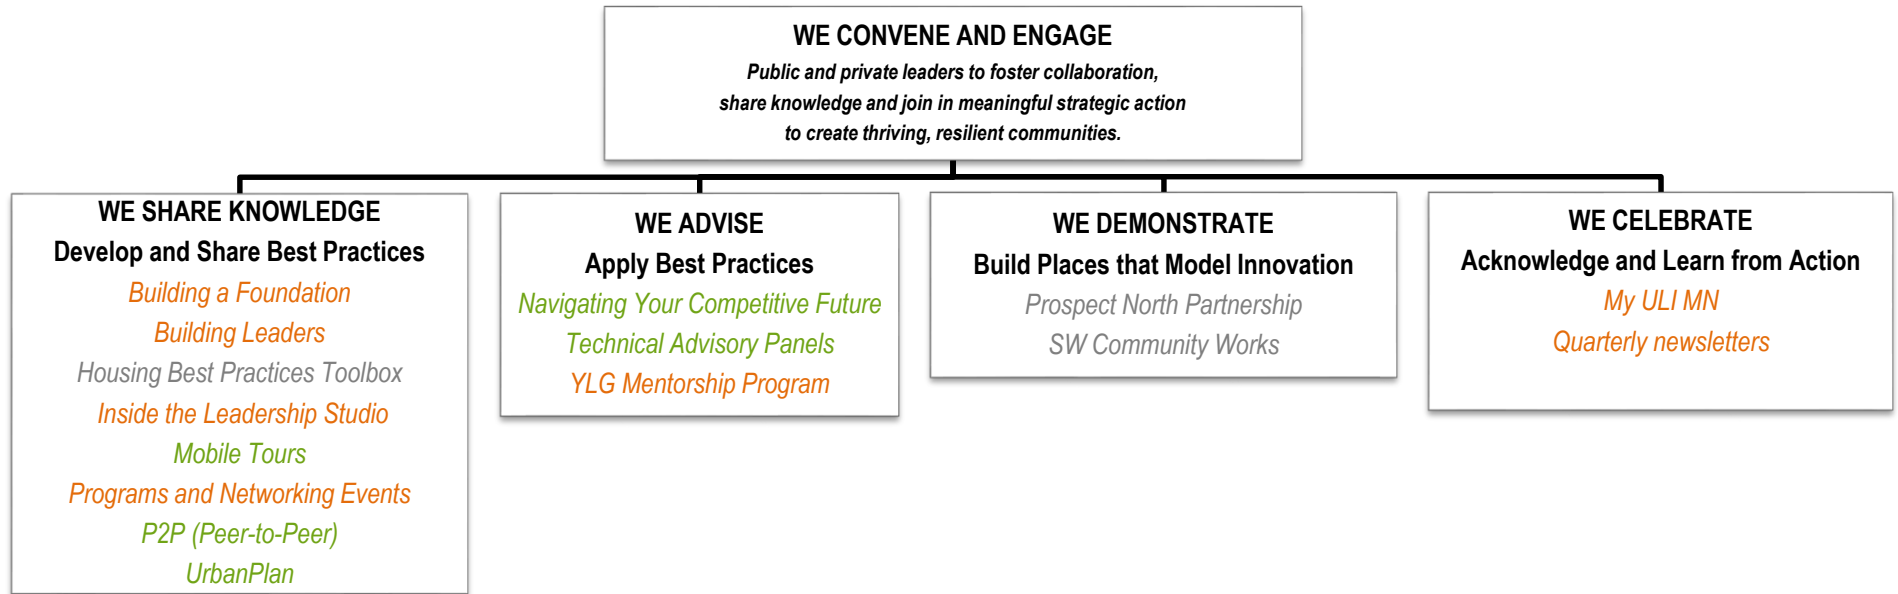 WE CONVENE AND ENGAGE
Public and private leaders to foster collaboration,
share knowledge and join in meaningful strategic action
to create thriving, resilient communities.
WE SHARE KNOWLEDGE
Develop and Share Best Practices
Building a Foundation
Building Leaders
Housing Best Practices Toolbox
Inside the Leadership Studio
Mobile Tours
Programs and Networking Events
P2P (Peer-to-Peer)
UrbanPlan
WE ADVISE
Apply Best Practices
Navigating Your Competitive Future
Technical Advisory Panels
YLG Mentorship Program
WE DEMONSTRATE
Build Places that Model Innovation
Prospect North Partnership
SW Community Works
WE CELEBRATE
Acknowledge and Learn from Action
My ULI MN
Quarterly newsletters